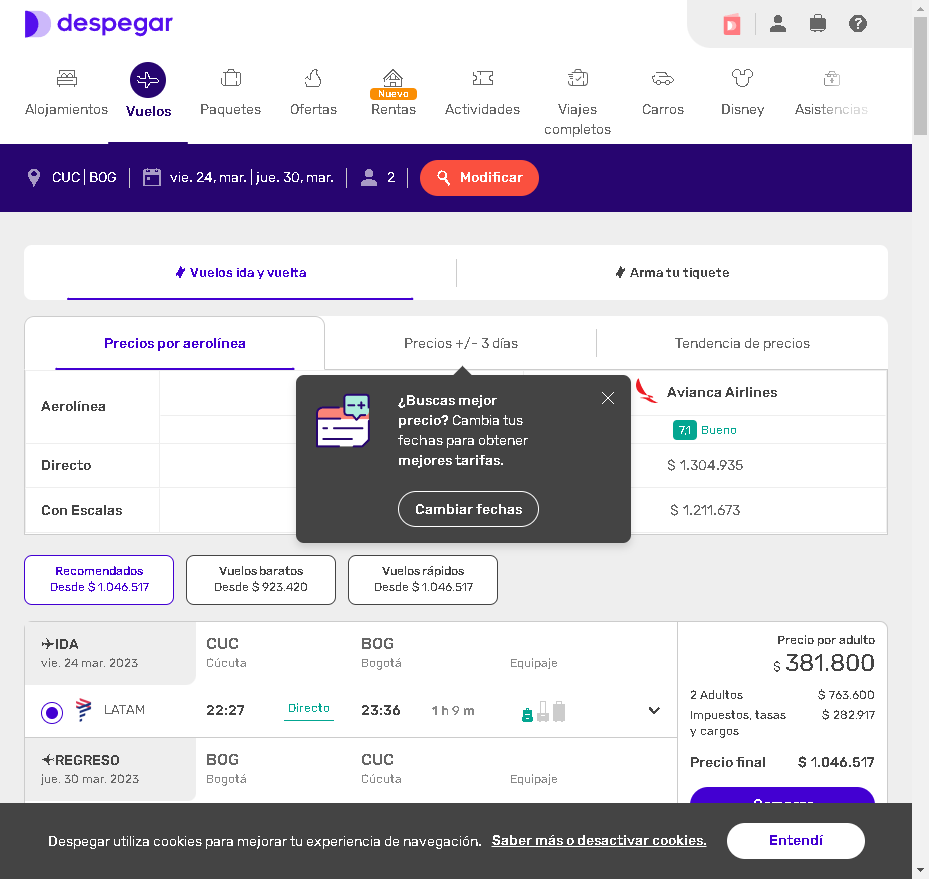 despegar
Alojamientos
Vuelos
Paquetes
Ofertas
Nuevo
Rentas
Actividades
Viajes
completos
Carros
Disney
Asistencias
CUC | BOG
vie. 24, mar. | jue. 30, mar.
2
Modificar
Vuelos ida y vuelta
Arma tu tiquete
Precios por aerolínea
Precios +/- 3 días
Tendencia de precios
Aerolínea
Avianca Airlines
7,1 Bueno
Directo
$ 1.304.935
Con Escalas
$ 1.211.673
¿Buscas mejor
precio? Cambia tus
fechas para obtener
mejores tarifas.
Cambiar fechas
Recomendados
Desde $ 1.046.517
Vuelos baratos
Desde $ 923.420
Vuelos rápidos
Desde $ 1.046.517
IDA
vie. 24 mar. 2023
CUC
Cúcuta
BOG
Bogotá
Equipaje
LATAM
22:27
Directo
23:36
1 h 9 m
REGRESO
jue. 30 mar. 2023
BOG
Bogotá
CUC
Cúcuta
Equipaje
Precio por adulto
$ 381.800
2 Adultos $ 763.600
Impuestos, tasas $ 282.917
y cargos
Precio final $ 1.046.517
Despegar utiliza cookies para mejorar tu experiencia de navegación. Saber más o desactivar cookies.
Entendí